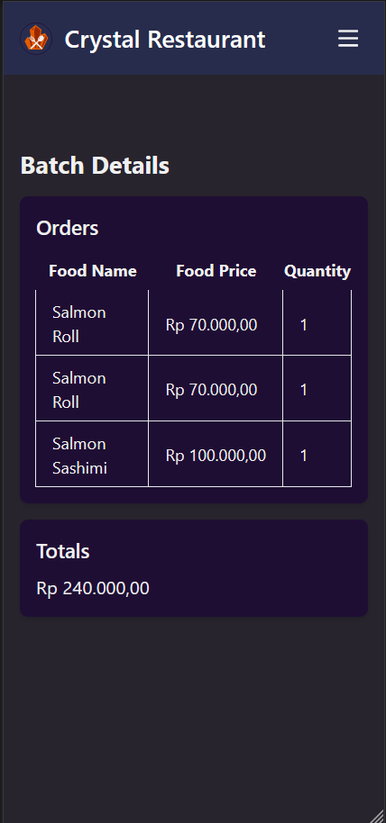 Crystal Restaurant
Batch Details
Orders
Food Name Food Price Quantity
Salmon
Roll Rp 70.000,00 1
Salmon
Roll Rp 70.000,00 1
Salmon
Sashimi Rp 100.000,00 1
Totals
Rp 240.000,00